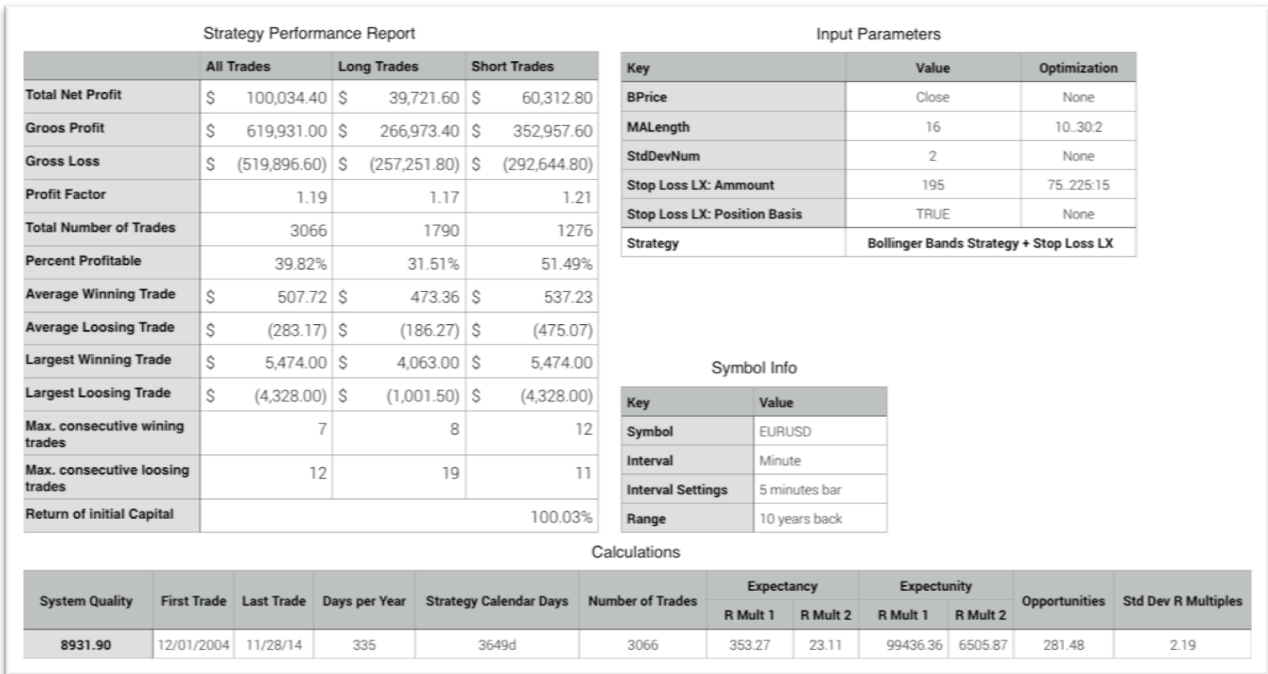 Strategy Performance Report
All Trades Long Trades Short Trades
Total Net Profit $ 100,034.40 $ 39,721.60 $ 60,312.80
Groos Profit $ 619,931.00 $ 266,973.40 $ 352,957.60
Gross Loss $ (519,896.60) $ (257,251.80) $ (292,644.80)
Profit Factor 1.19 1.17 1.21
Total Number of Trades 3066 1790 1276
Percent Profitable 39.82% 31.51% 51.49%
Average Winning Trade $ 507.72 $ 473.36 $ 537.23
Average Loosing Trade $ (283.17) $ (186.27) $ (475.07)
Largest Winning Trade $ 5,474.00 $ 4,063.00 $ 5,474.00
Largest Loosing Trade $ (4,328.00) $ (1,001.50) $ (4,328.00)
Max. consecutive wining
trades 7 8 12
Max. consecutive loosing
trades 12 19 11
Return of initial Capital 100.03%
Input Parameters
Key Value Optimization
BPrice Close None
MALength 16 10..30:2
StdDevNum 2 None
Stop Loss LX: Ammount 195 75..225:15
Stop Loss LX: Position Basis TRUE None
Strategy Bollinger Bands Strategy + Stop Loss LX
Symbol Info
Key Value
Symbol EURUSD
Interval Minute
Interval Settings 5 minutes bar
Range 10 years back
Calculations
System Quality First Trade Last Trade Days per Year Strategy Calendar Days Number of Trades Expectancy Expectunity Opportunities Std Dev R Multiples
R Mult 1 R Mult 2 R Mult 1 R Mult 2
8931.90 12/01/2004 11/28/14 335 3649d 3066 353.27 23.11 99436.36 6505.87 281.48 2.19